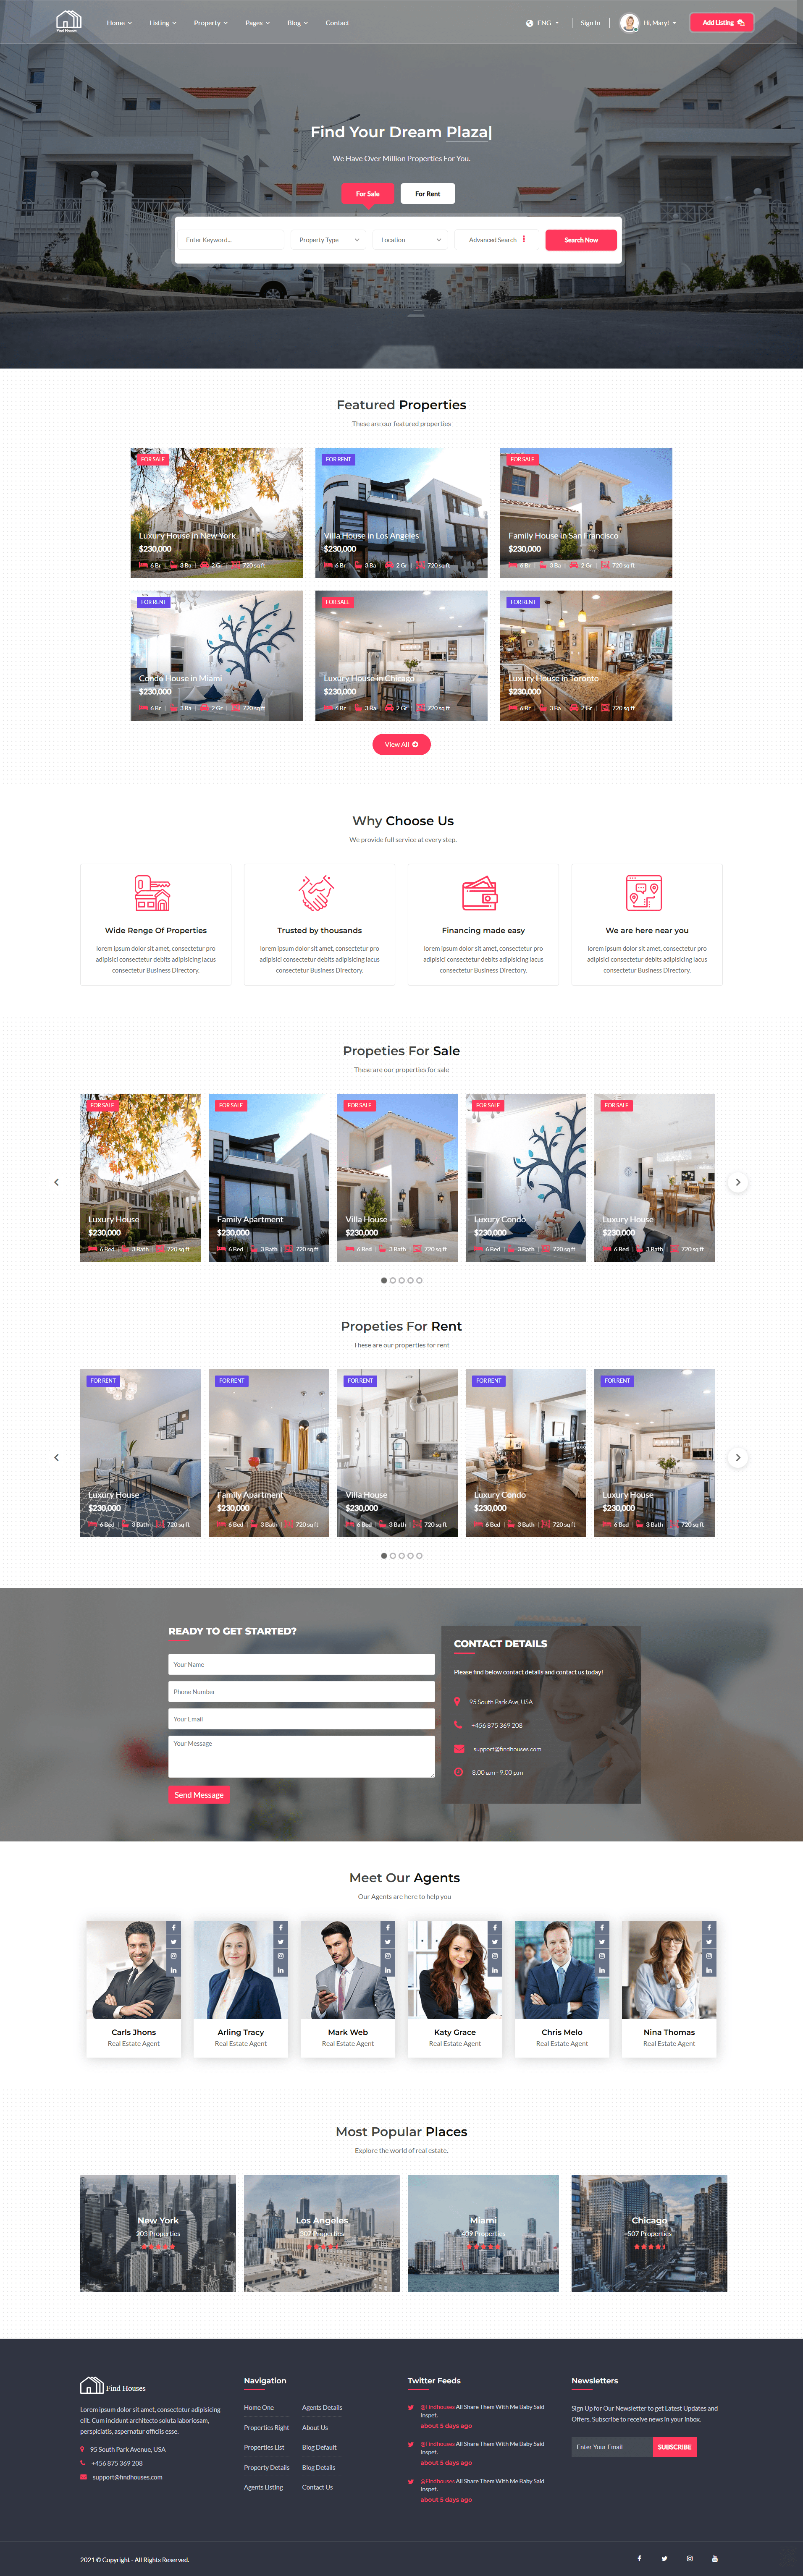 Find Houses
Home Listing Property Pages Blog Contact
ENG Sign In Hi, Mary! Add Listing
Find Your Dream Plaza|
We Have Over Million Properties For You.
For Sale For Rent
Enter Keyword... Property Type Location Advanced Search Search Now
Featured Properties
These are our featured properties
FOR SALE FOR RENT FOR SALE
Luxury House in New York Villa House in Los Angeles Family House in San Francisco
$230,000 $230,000 $230,000
6 Br 3 Ba 2 Gr 720 sq ft 6 Br 3 Ba 2 Gr 720 sq ft 6 Br 3 Ba 2 Gr 720 sq ft
FOR RENT FOR SALE FOR RENT
Condo House in Miami Luxury House in Chicago Luxury House in Toronto
$230,000 $230,000 $230,000
6 Br 3 Ba 2 Gr 720 sq ft 6 Br 3 Ba 2 Gr 720 sq ft 6 Br 3 Ba 2 Gr 720 sq ft
View All
Why Choose Us
We provide full service at every step.
Wide Renge Of Properties Trusted by thousands Financing made easy We are here near you
lorem ipsum dolor sit amet, consectetur pro lorem ipsum dolor sit amet, consectetur pro lorem ipsum dolor sit amet, consectetur pro lorem ipsum dolor sit amet, consectetur pro
adipisici consectetur debits adipisicing lacus adipisici consectetur debits adipisicing lacus adipisici consectetur debits adipisicing lacus adipisici consectetur debits adipisicing lacus
consectetur Business Directory. consectetur Business Directory. consectetur Business Directory. consectetur Business Directory.
Propeties For Sale
These are our properties for sale
FOR SALE FOR SALE FOR SALE FOR SALE FOR SALE
Luxury House Family Apartment Villa House Luxury Condo Luxury House
$230,000 $230,000 $230,000 $230,000 $230,000
6 Bed 3 Bath 720 sq ft 6 Bed 3 Bath 720 sq ft 6 Bed 3 Bath 720 sq ft 6 Bed 3 Bath 720 sq ft 6 Bed 3 Bath 720 sq ft
Propeties For Rent
These are our properties for rent
FOR RENT FOR RENT FOR RENT FOR RENT FOR RENT
Luxury House Family Apartment Villa House Luxury Condo Luxury House
$230,000 $230,000 $230,000 $230,000 $230,000
6 Bed 3 Bath 720 sq ft 6 Bed 3 Bath 720 sq ft 6 Bed 3 Bath 720 sq ft 6 Bed 3 Bath 720 sq ft 6 Bed 3 Bath 720 sq ft
READY TO GET STARTED?
Your Name
Phone Number
Your Email
Your Message
Send Message
CONTACT DETAILS
Please find below contact details and contact us today!
95 South Park Ave, USA
+456 875 369 208
support@findhouses.com
8:00 a.m - 9:00 p.m
Meet Our Agents
Our Agents are here to help you
Carls Jhons Arling Tracy Mark Web Katy Grace Chris Melo Nina Thomas
Real Estate Agent Real Estate Agent Real Estate Agent Real Estate Agent Real Estate Agent Real Estate Agent
Most Popular Places
Explore the world of real estate.
New York Los Angeles Miami Chicago
203 Properties 307 Properties 409 Properties 507 Properties
Find Houses
Lorem ipsum dolor sit amet, consectetur adipisicing
elit. Cum incidunt architecto soluta laboriosam,
perspiciatis, aspernatur officiis esse.
95 South Park Avenue, USA
+456 875 369 208
support@findhouses.com
Navigation
Home One Agents Details
Properties Right About Us
Properties List Blog Default
Property Details Blog Details
Agents Listing Contact Us
Twitter Feeds
@Findhouses All Share Them With Me Baby Said
Inspet.
about 5 days ago
@Findhouses All Share Them With Me Baby Said
Inspet.
about 5 days ago
@Findhouses All Share Them With Me Baby Said
Inspet.
about 5 days ago
Newsletters
Sign Up for Our Newsletter to get Latest Updates and
Offers. Subscribe to receive news in your inbox.
Enter Your Email SUBSCRIBE
2021 © Copyright - All Rights Reserved.